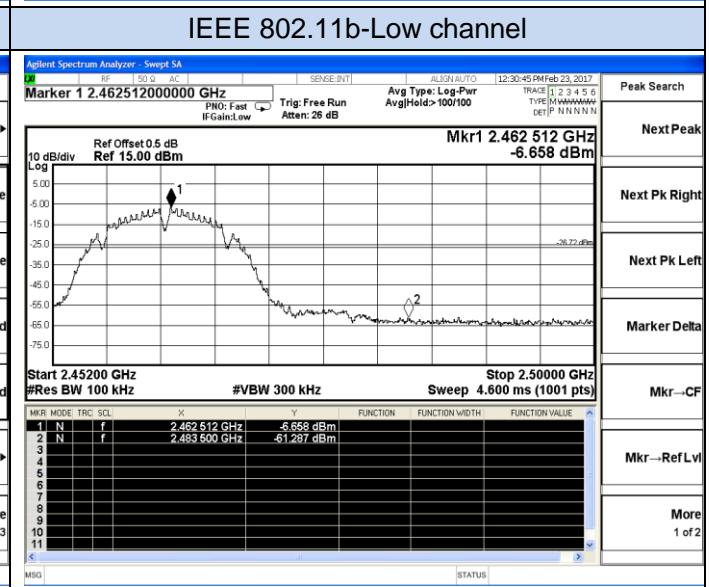 IEEE 802.11b-Low channel
Agilent Spectrum Analyzer - Swept SA
RF 50 Ω AC SENSE:INT ALIGN AUTO 12:30:45 PM Feb 23, 2017
Marker 1 2.462512000000 GHz
PNO: Fast
IFGain:Low
Trig: Free Run
Atten: 26 dB
Avg Type: Log-Pwr
Avg|Hold:>100/100
TRACE 1 2 3 4 5 6
TYPE MWWWWW
DET P NNNNN
Peak Search
Next Peak
Next Pk Right
Next Pk Left
Marker Delta
Mkr→CF
Mkr→RefLvl
More
1 of 2
Ref Offset 0.5 dB
10 dB/div Ref 15.00 dBm
Log
Mkr1 2.462 512 GHz
-6.658 dBm
5.00
-5.00
-15.0
-25.0
-35.0
-45.0
-55.0
-65.0
-75.0
1
-26.72 dBm
2
Start 2.45200 GHz Stop 2.50000 GHz
#Res BW 100 kHz #VBW 300 kHz Sweep 4.600 ms (1001 pts)
MKR MODE TRC SCL X Y FUNCTION FUNCTION WIDTH FUNCTION VALUE
1 N f 2.462 512 GHz -6.658 dBm
2 N f 2.483 500 GHz -61.287 dBm
3
4
5
6
7
8
9
10
11
MSG STATUS